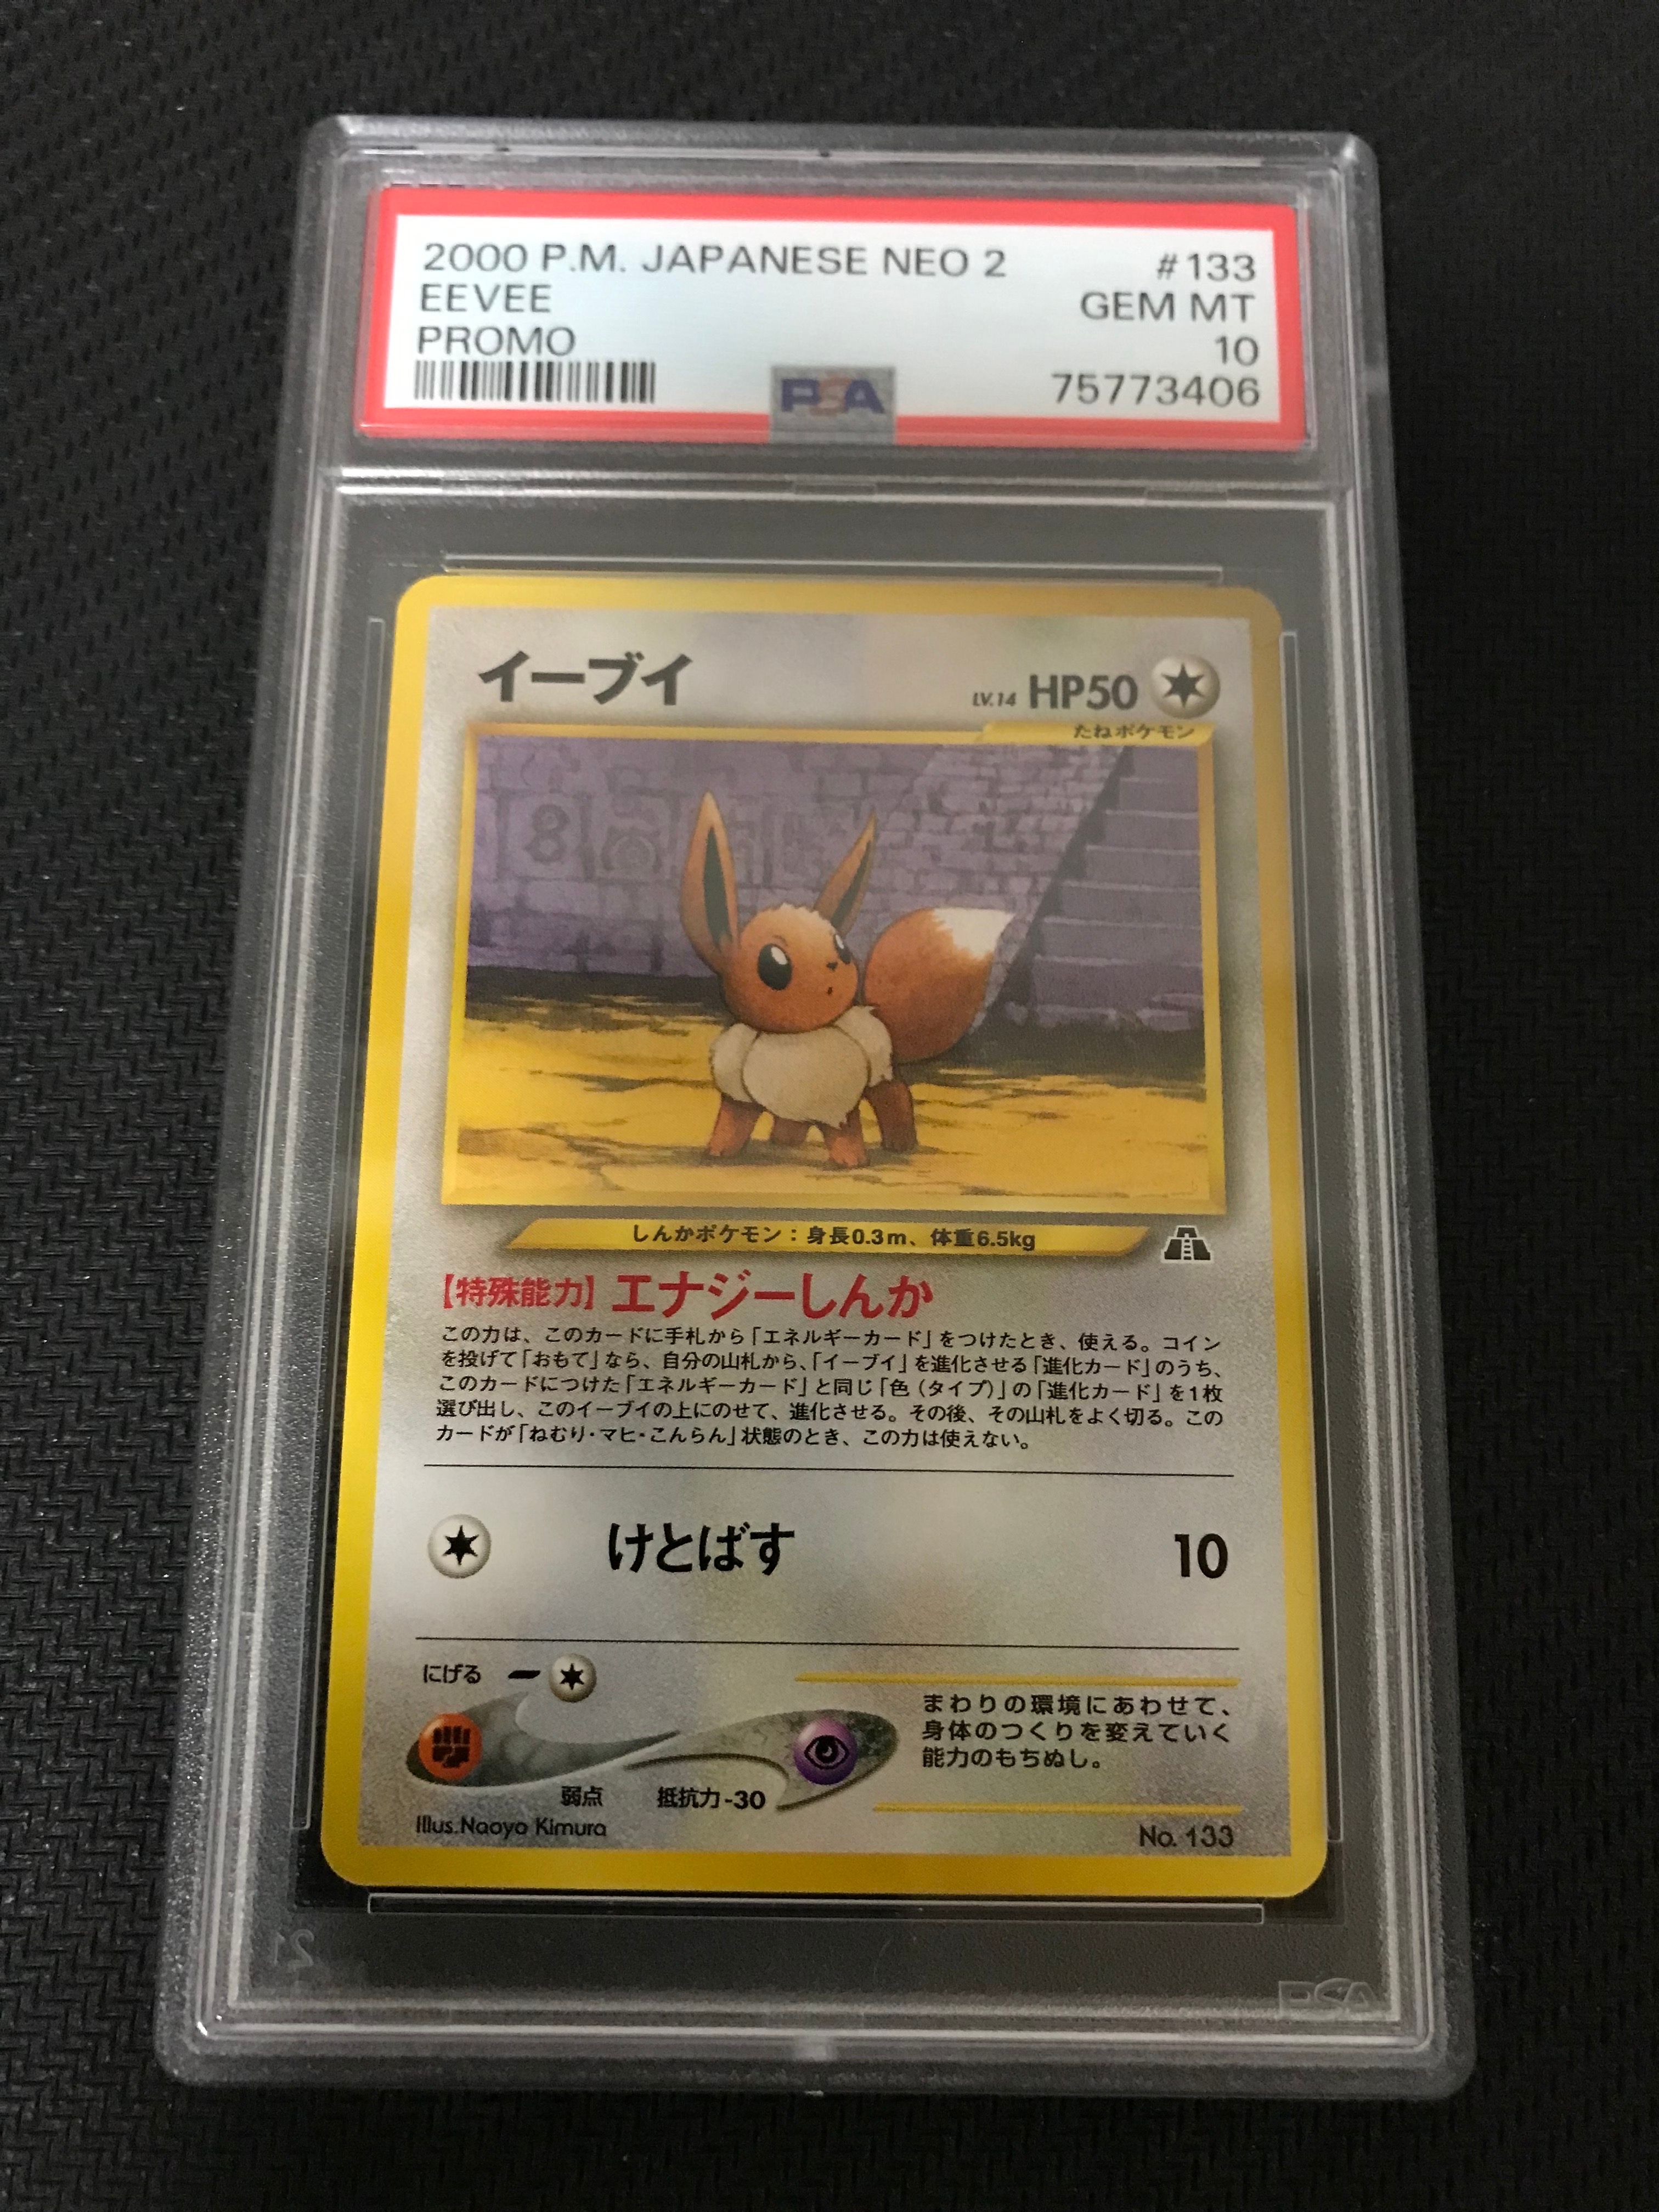 2000 P.M. JAPANESE NEO 2 #133
EEVEE GEM MT
PROMO 10
PSA 75773406
イーブイ LV.14 HP50
たねポケモン
8
しんかポケモン：身長0.3m、体重6.5kg
【特殊能力】エナジーしんか
この力は、このカードに手札から「エネルギーカード」をつけたとき、使える。コイン
を投げて「おもて」なら、自分の山札から、「イーブイ」を進化させる「進化カード」のうち、
このカードにつけた「エネルギーカード」と同じ「色（タイプ）」の「進化カード」を1枚
選び出し、このイーブイの上にのせて、進化させる。その後、その山札をよく切る。この
カードが「ねむり・マヒ・こんらん」状態のとき、この力は使えない。
けとばす 10
にげる
まわりの環境にあわせて、
身体のつくりを変えていく
能力のもちぬし。
弱点 抵抗力-30
Illus.Naoyo Kimura No. 133
21 PSA